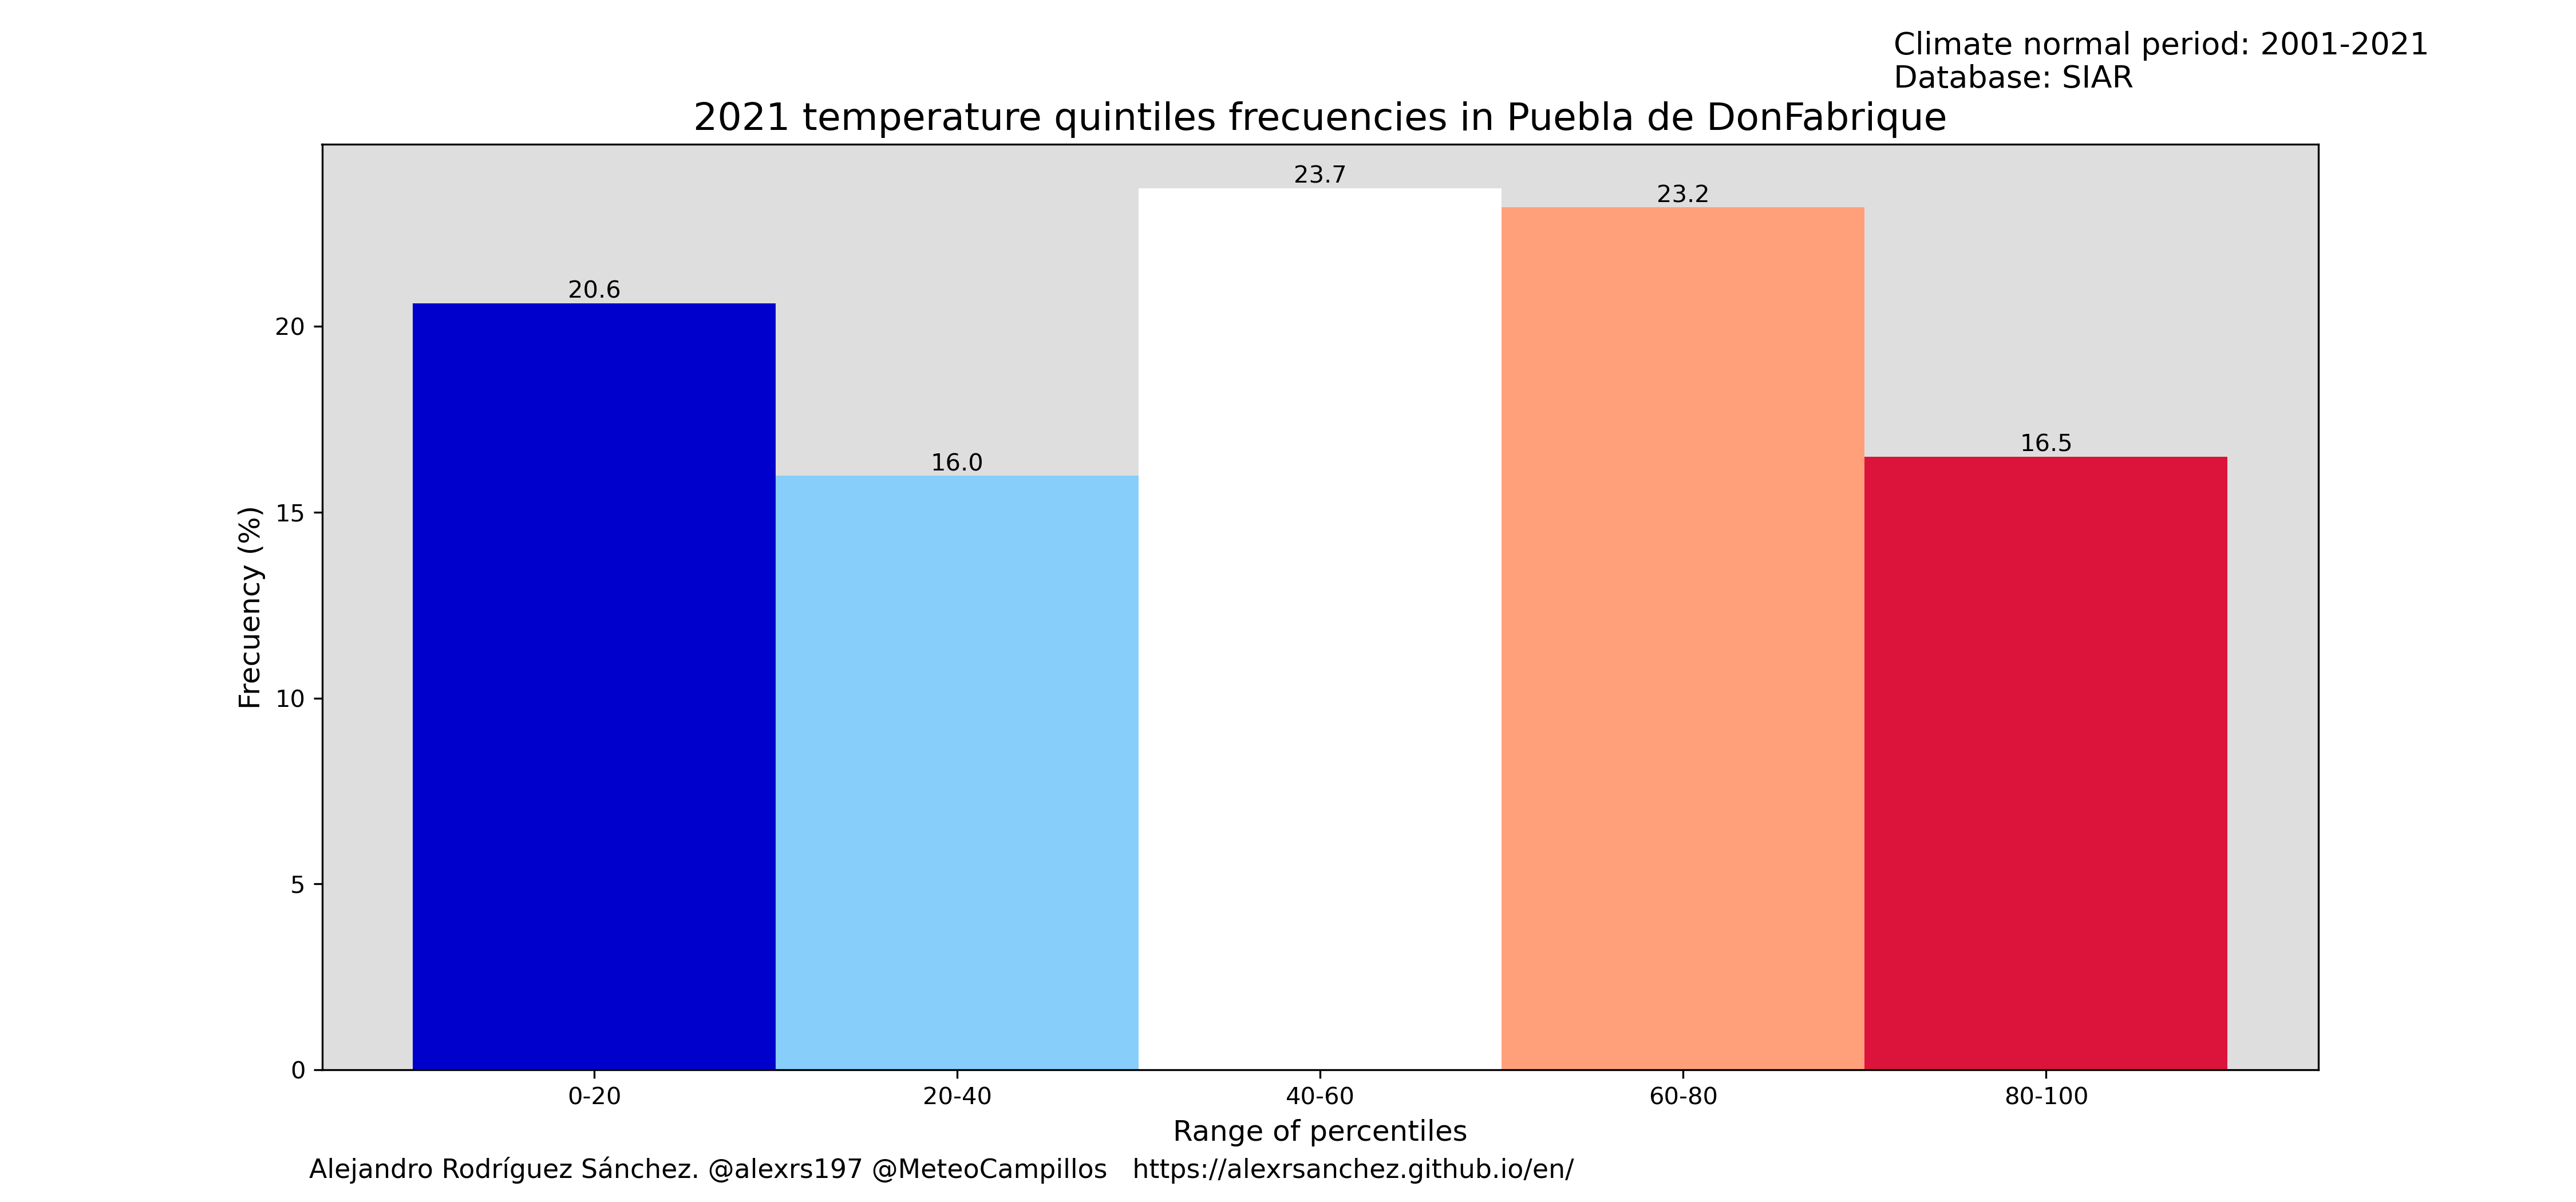 Climate normal period: 2001-2021
Database: SIAR
2021 temperature quintiles frecuencies in Puebla de DonFabrique
23.7
23.2
20.6
20
16.5
16.0
15
Frecuency (%)
10
5
0
0-20 20-40 40-60 60-80 80-100
Range of percentiles
Alejandro Rodríguez Sánchez. @alexrs197 @MeteoCampillos https://alexrsanchez.github.io/en/